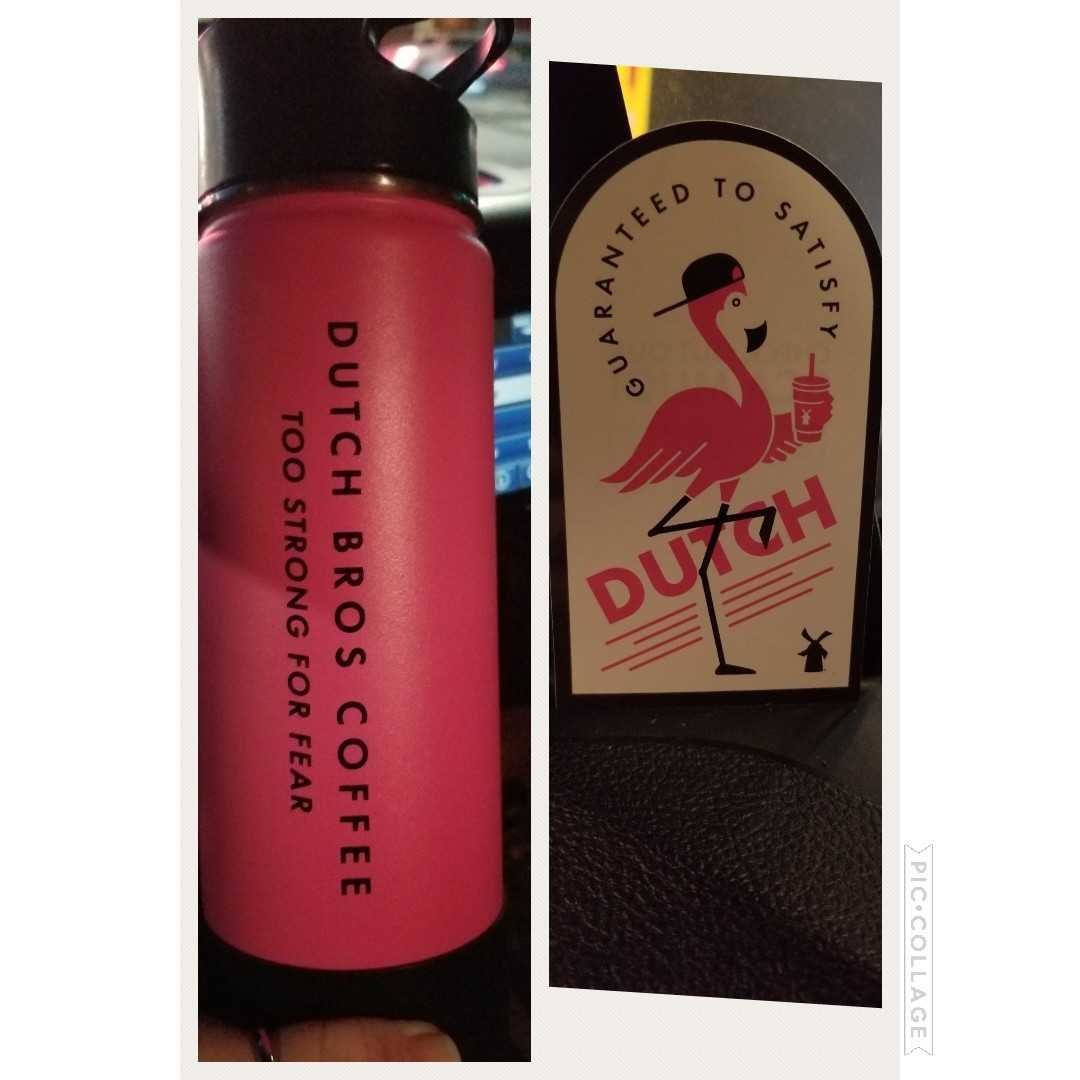 DUTCH BROS COFFEE
TOO STRONG FOR FEAR
GUARANTEED TO SATISFY
DUTCH
PIC•COLLAGE